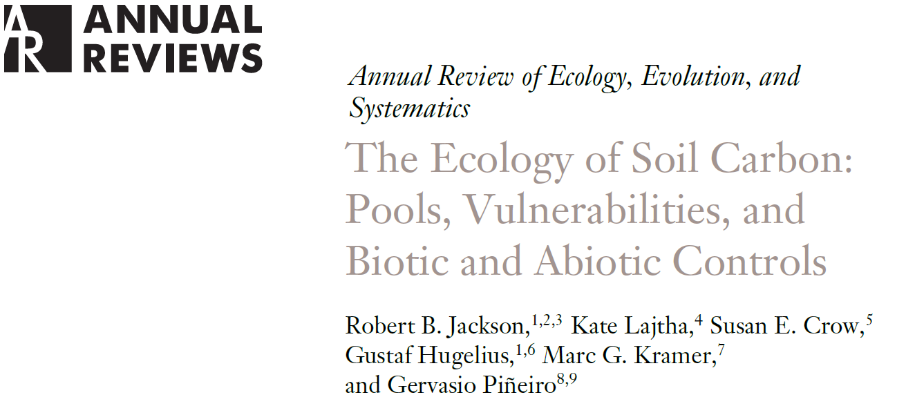 AR ANNUAL
REVIEWS
Annual Review of Ecology, Evolution, and
Systematics
The Ecology of Soil Carbon:
Pools, Vulnerabilities, and
Biotic and Abiotic Controls
Robert B. Jackson,1,2,3 Kate Lajtha,4 Susan E. Crow,5
Gustaf Hugelius,1,6 Marc G. Kramer,7
and Gervasio Piñeiro8,9